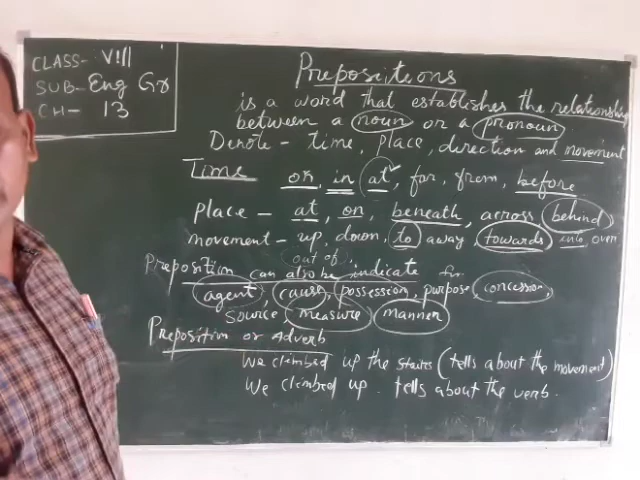 CLASS- VIII
SUB- Eng Gr
CH- 13
Prepositions
is a word that establishes the relationship
between a noun or a pronoun
Denote - time, place, direction and movement
Time on, in at, for, from, before
place - at, on, beneath, across behind
movement - up, down, to away towards into over
out of,
Preposition can also be indicate for
agent, cause, possession, purpose, concession,
Source measure manner
Preposition or Adverb
We climbed up the staires (tells about the movement)
We climbed up. tells about the verb.